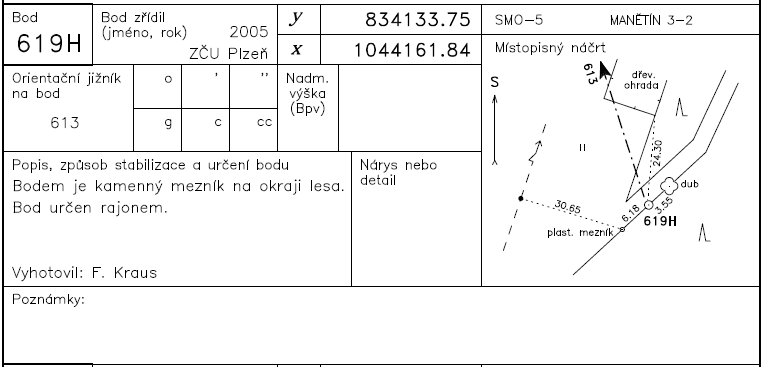 Bod
619H
Bod zřídil
(jméno, rok) 2005
ZČU Plzeň
y 834133.75
x 1044161.84
SMO-5 MANĚTÍN 3-2
Orientační jižník
na bod
613
o ' "
g c cc
Nadm.
výška
(Bpv)
Popis, způsob stabilizace a určení bodu
Bodem je kamenný mezník na okraji lesa.
Bod určen rajonem.
Vyhotovil: F. Kraus
Nárys nebo
detail
Místopisný náčrt
S
613
dřev.
ohrada
24.30
dub
30.65
6.18
3.55
619H
plast. mezník
Poznámky: